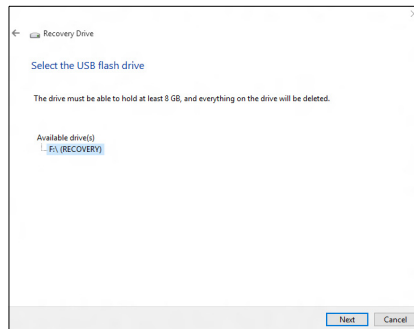 Recovery Drive
Select the USB flash drive
The drive must be able to hold at least 8 GB, and everything on the drive will be deleted.
Available drive(s)
F:\ (RECOVERY)
Next Cancel